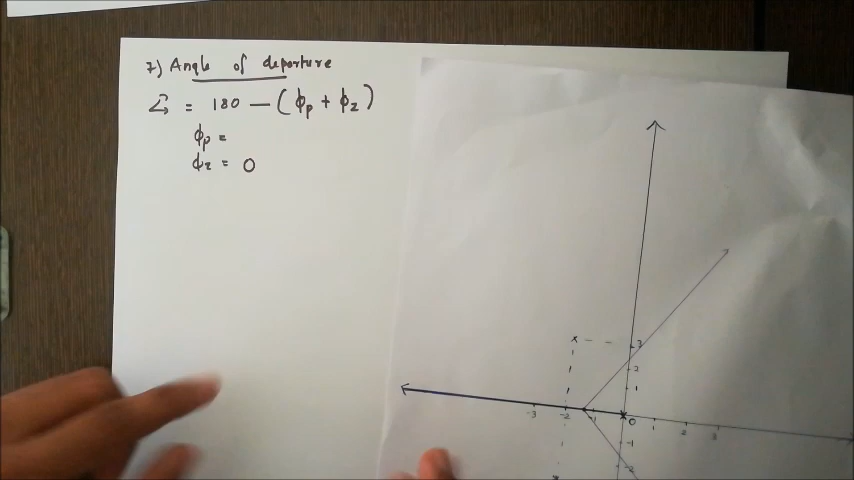 7) Angle of departure
∠ = 180 — (ϕp + ϕz)
ϕp =
ϕz = 0
3
2
1
-3 -2 -1 0 1 2 3
-1
-2